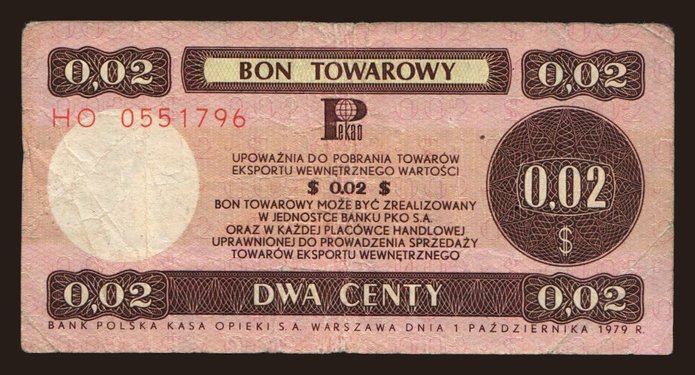 0,02 BON TOWAROWY 0,02
HO 0551796
Pekao
UPOWAŻNIA DO POBRANIA TOWARÓW
EKSPORTU WEWNĘTRZNEGO WARTOŚCI
$ 0.02 $
BON TOWAROWY MOŻE BYĆ ZREALIZOWANY
W JEDNOSTCE BANKU PKO S.A.
ORAZ W KAŻDEJ PLACÓWCE HANDLOWEJ
UPRAWNIONEJ DO PROWADZENIA SPRZEDAŻY
TOWARÓW EKSPORTU WEWNĘTRZNEGO
0,02
$
0,02 DWA CENTY 0,02
BANK POLSKA KASA OPIEKI S.A. WARSZAWA DNIA 1 PAŹDZIERNIKA 1979 R.